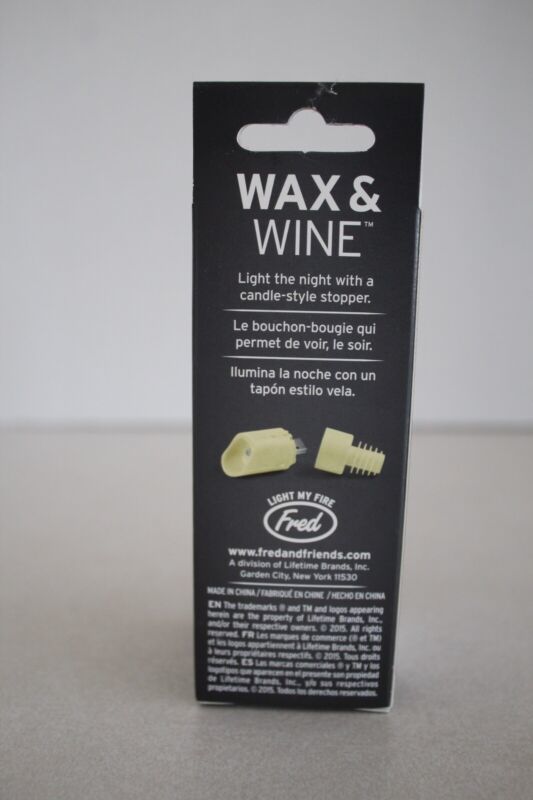 WAX &
WINE™
Light the night with a
candle-style stopper.
Le bouchon-bougie qui
permet de voir, le soir.
Ilumina la noche con un
tapón estilo vela.
LIGHT MY FIRE
Fred
www.fredandfriends.com
A division of Lifetime Brands, Inc.
Garden City, New York 11530
MADE IN CHINA / FABRIQUÉ EN CHINE / HECHO EN CHINA
EN The trademarks ® and TM and logos appearing
herein are the property of Lifetime Brands, Inc.,
and/or their respective owners. © 2015. All rights
reserved. FR Les marques de commerce (® et TM)
et les logos appartiennent à Lifetime Brands, Inc. ou
à leurs propriétaires respectifs. © 2015. Tous droits
réservés. ES Las marcas comerciales ® y TM y los
logotipos que aparecen en el presente son propiedad
de Lifetime Brands, Inc., y/o sus respectivos
propietarios. © 2015. Todos los derechos reservados.